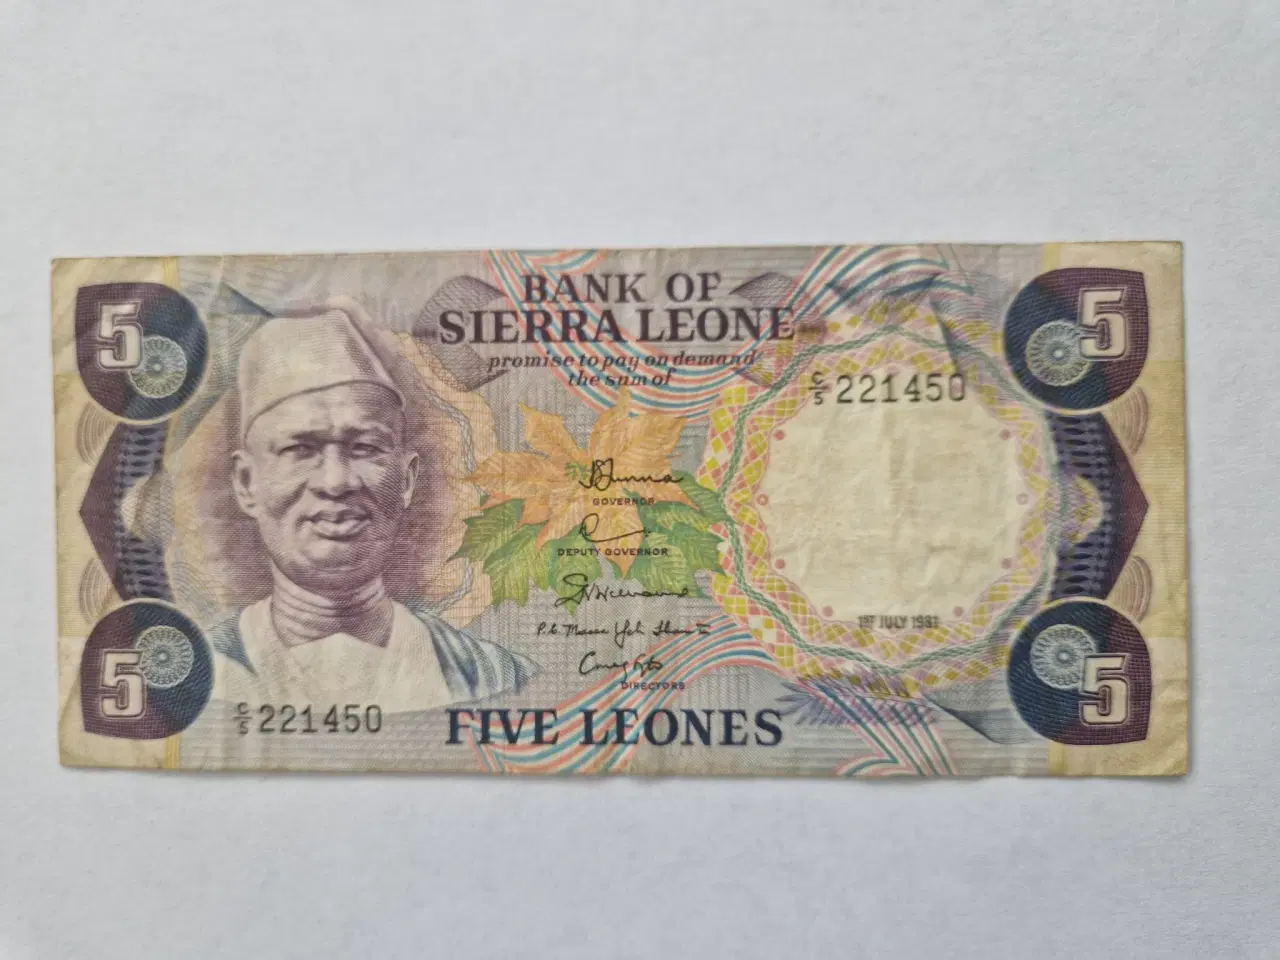 5
5
BANK OF
SIERRA LEONE
promise to pay on demand
the sum of
C/5 221450
GOVERNOR
DEPUTY GOVERNOR
1ST JULY 1981
DIRECTORS
5
5
C/5 221450
FIVE LEONES